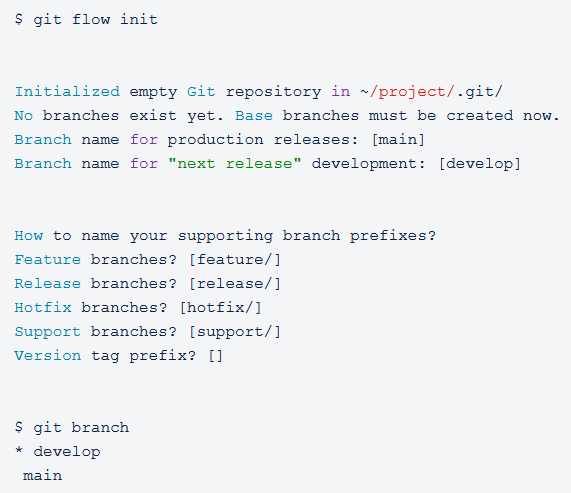 $ git flow init
Initialized empty Git repository in ~/project/.git/
No branches exist yet. Base branches must be created now.
Branch name for production releases: [main]
Branch name for "next release" development: [develop]
How to name your supporting branch prefixes?
Feature branches? [feature/]
Release branches? [release/]
Hotfix branches? [hotfix/]
Support branches? [support/]
Version tag prefix? []
$ git branch
* develop
 main